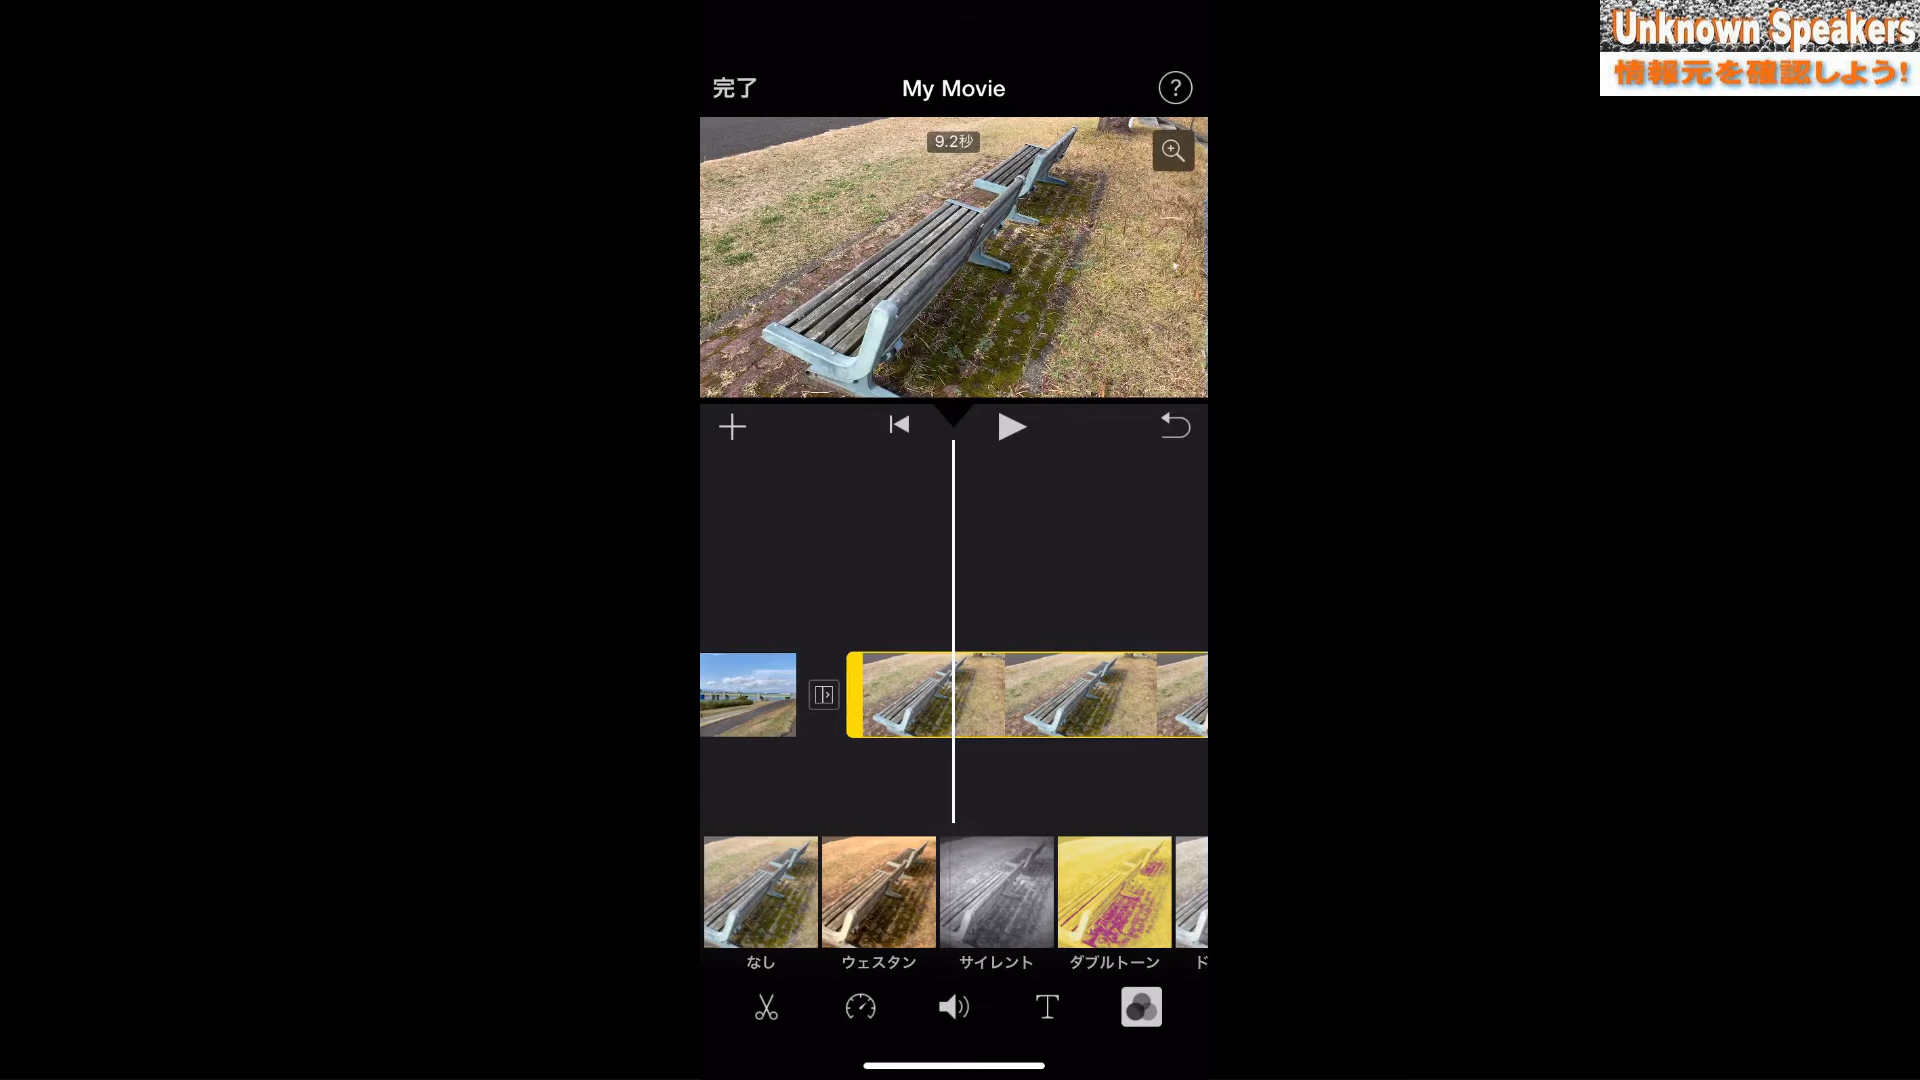 Unknown Speakers
情報元を確認しよう!
完了
My Movie
?
9.2秒
なし
ウェスタン
サイレント
ダブルトーン
ド
T